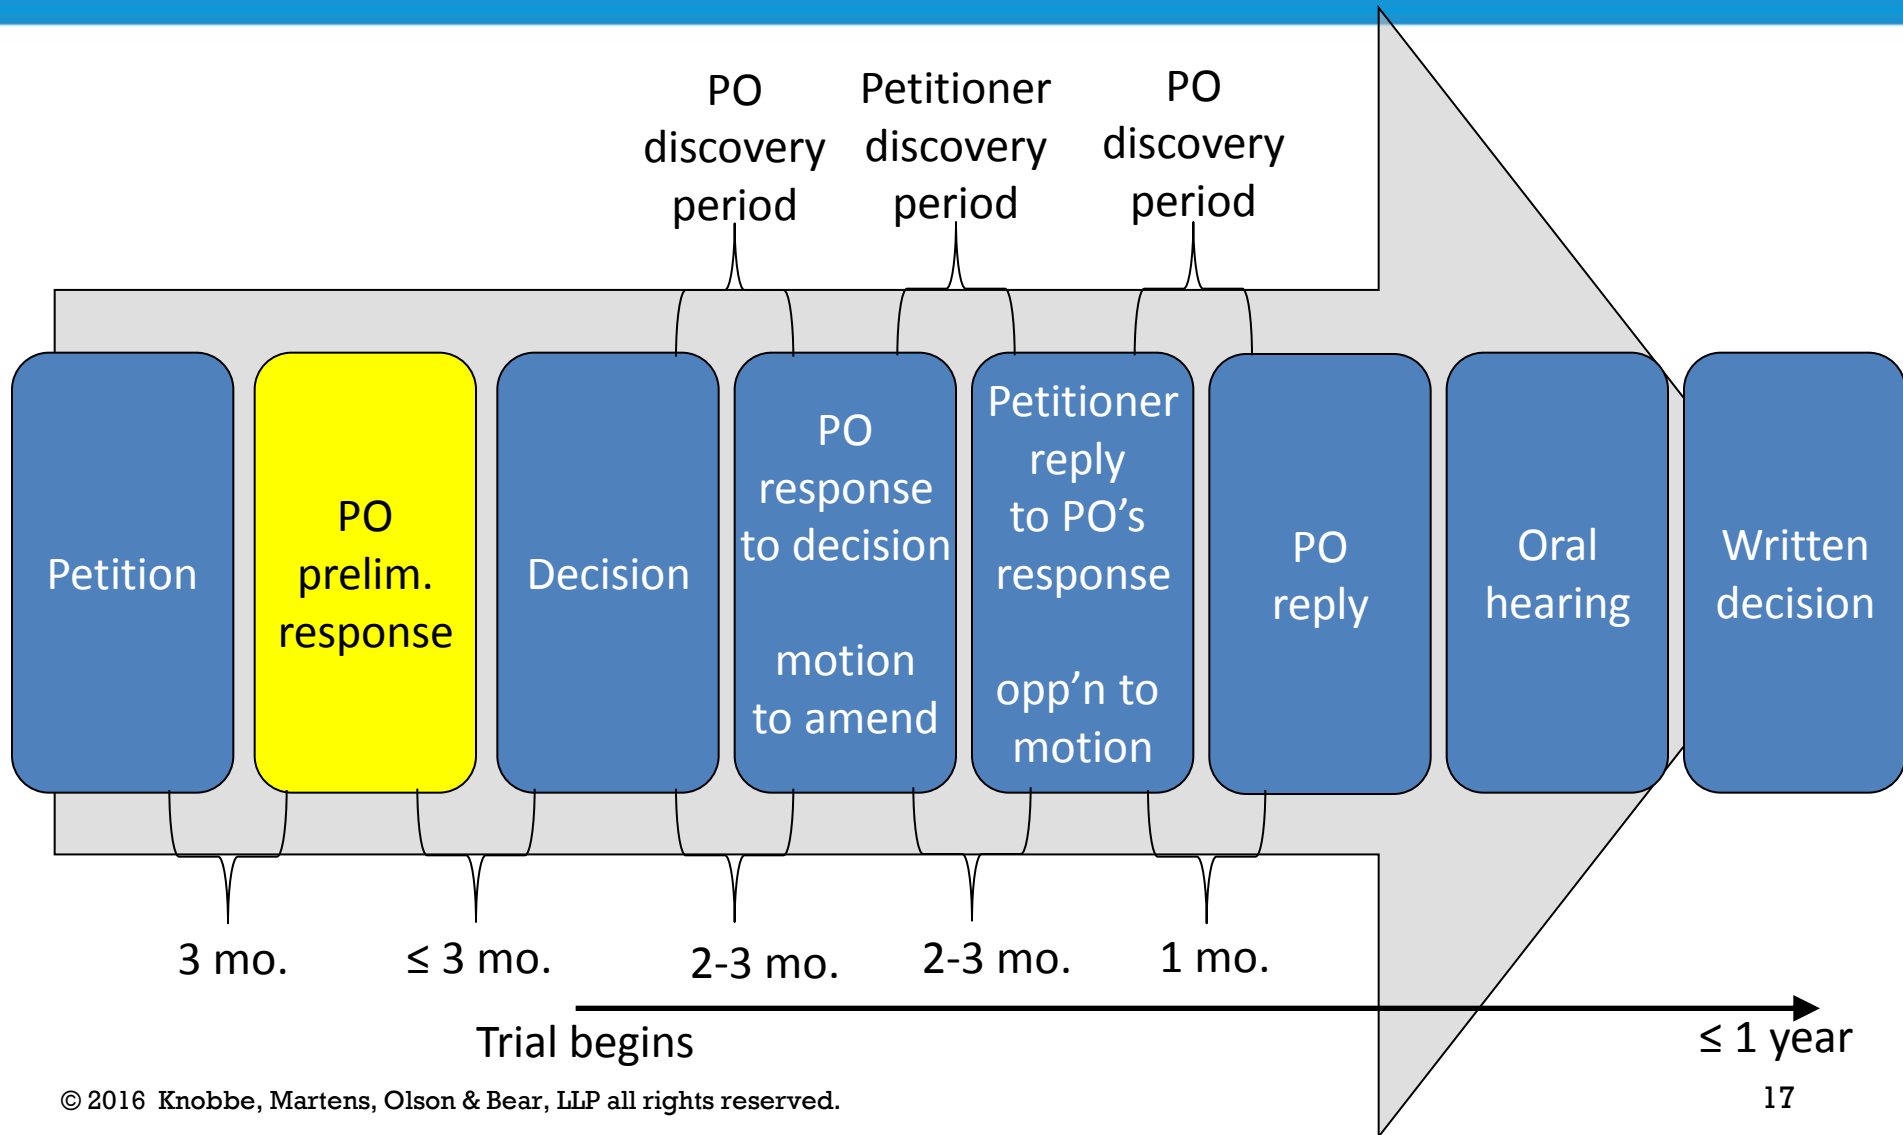 PO
discovery
period
Petitioner
discovery
period
PO
discovery
period
Petition
PO
prelim.
response
Decision
PO
response
to decision
motion
to amend
Petitioner
reply
to PO’s
response
opp’n to
motion
PO
reply
Oral
hearing
Written
decision
3 mo.
≤ 3 mo.
2-3 mo.
2-3 mo.
1 mo.
Trial begins
≤ 1 year
© 2016 Knobbe, Martens, Olson & Bear, LLP all rights reserved.
17